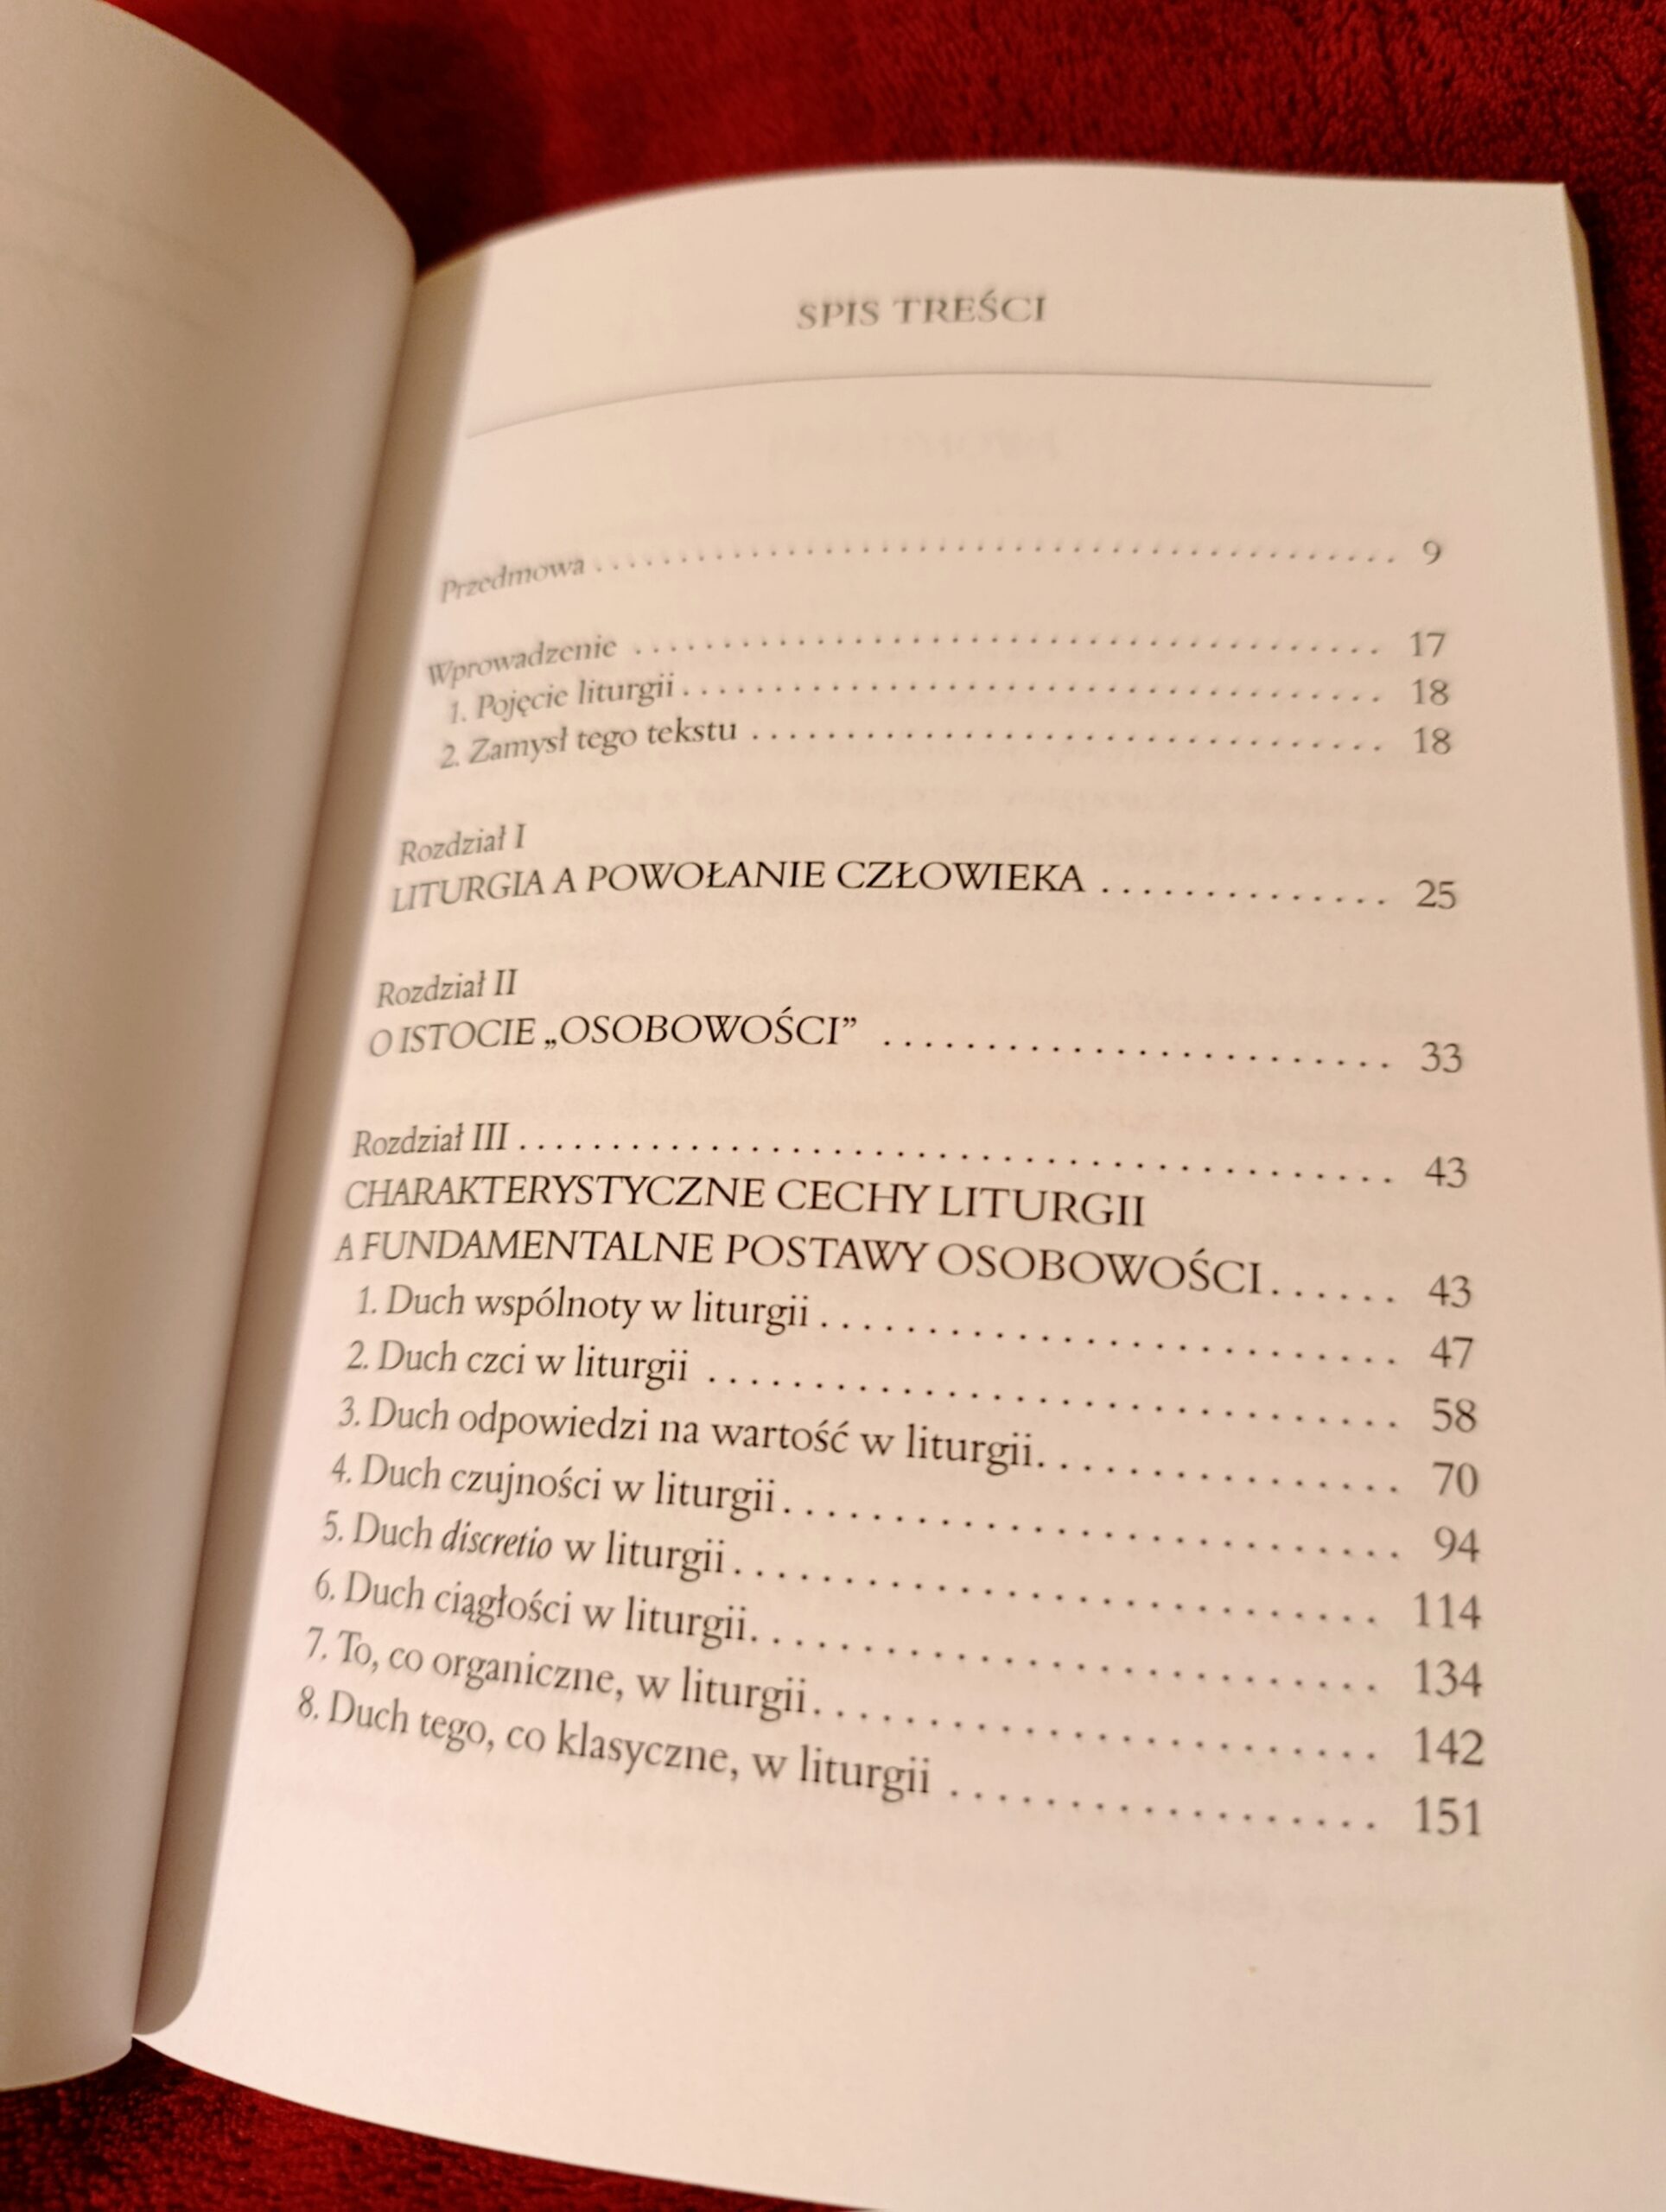 SPIS TREŚCI
Przedmowa . . . . . . . . . . . . . . . . . . . . . . . . . . . . . . . . . . . . . . . . 9
Wprowadzenie . . . . . . . . . . . . . . . . . . . . . . . . . . . . . . . . . . . . 17
1. Pojęcie liturgii . . . . . . . . . . . . . . . . . . . . . . . . . . . . . . . . . . 18
2. Zamysł tego tekstu . . . . . . . . . . . . . . . . . . . . . . . . . . . . . . . 18
Rozdział I
LITURGIA A POWOŁANIE CZŁOWIEKA . . . . . . . . . . . . . . 25
Rozdział II
O ISTOCIE „OSOBOWOŚCI” . . . . . . . . . . . . . . . . . . . . . . . . 33
Rozdział III . . . . . . . . . . . . . . . . . . . . . . . . . . . . . . . . . . . . . . . 43
CHARAKTERYSTYCZNE CECHY LITURGII
A FUNDAMENTALNE POSTAWY OSOBOWOŚCI . . . . . . 43
1. Duch wspólnoty w liturgii . . . . . . . . . . . . . . . . . . . . . . . . . . 47
2. Duch czci w liturgii . . . . . . . . . . . . . . . . . . . . . . . . . . . . . . . 58
3. Duch odpowiedzi na wartość w liturgii . . . . . . . . . . . . . . . . 70
4. Duch czujności w liturgii . . . . . . . . . . . . . . . . . . . . . . . . . . . 94
5. Duch discretio w liturgii . . . . . . . . . . . . . . . . . . . . . . . . . . . . 114
6. Duch ciągłości w liturgii . . . . . . . . . . . . . . . . . . . . . . . . . . . . 134
7. To, co organiczne, w liturgii . . . . . . . . . . . . . . . . . . . . . . . . . 142
8. Duch tego, co klasyczne, w liturgii . . . . . . . . . . . . . . . . . . . 151